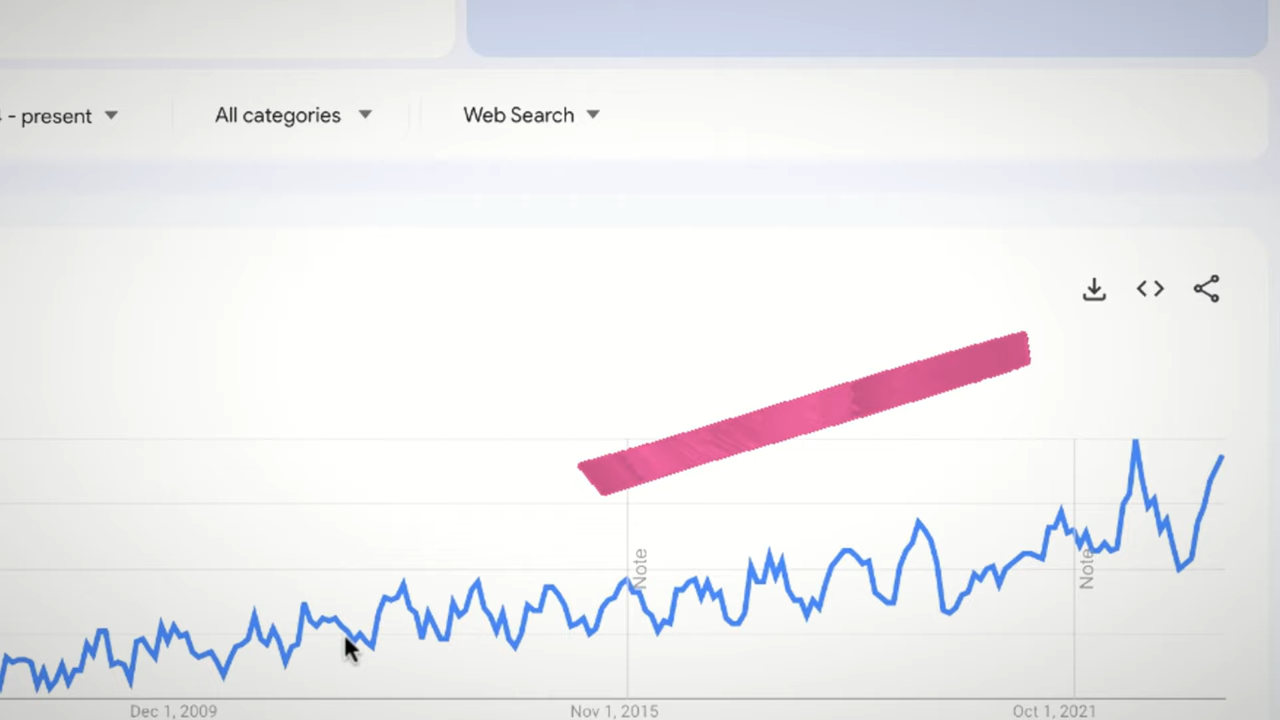 - present
All categories
Web Search
Note
Note
Dec 1, 2009
Nov 1, 2015
Oct 1, 2021